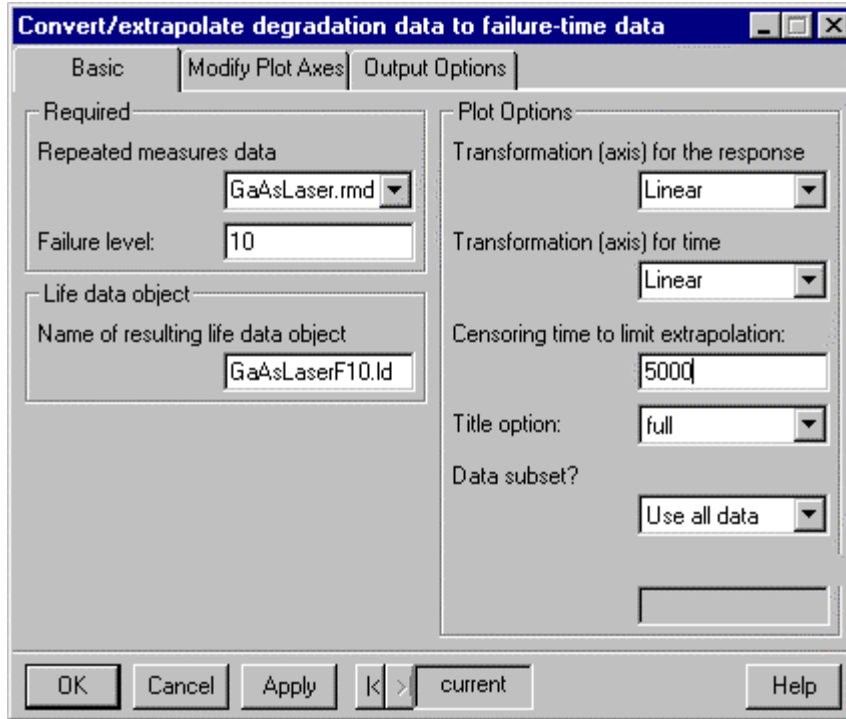 Convert/extrapolate degradation data to failure-time data
Basic
Modify Plot Axes
Output Options
Required
Repeated measures data
GaAsLaser.rmd
Failure level:
10
Life data object
Name of resulting life data object
GaAsLaserF10.ld
Plot Options
Transformation (axis) for the response
Linear
Transformation (axis) for time
Linear
Censoring time to limit extrapolation:
5000
Title option:
full
Data subset?
Use all data
OK
Cancel
Apply
current
Help